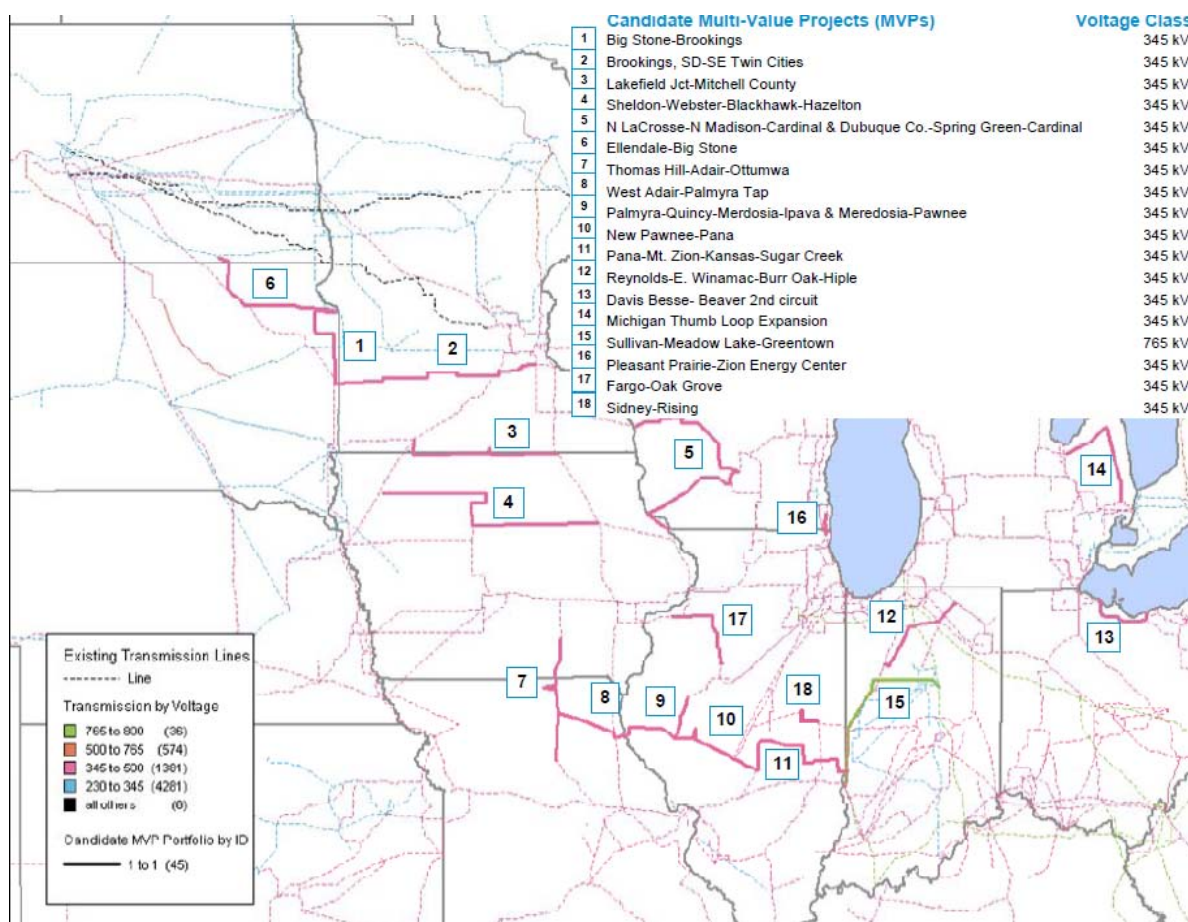 Candidate Multi-Value Projects (MVPs) Voltage Class
1 Big Stone-Brookings 345 kV
2 Brookings, SD-SE Twin Cities 345 kV
3 Lakefield Jct-Mitchell County 345 kV
4 Sheldon-Webster-Blackhawk-Hazelton 345 kV
5 N LaCrosse-N Madison-Cardinal & Dubuque Co.-Spring Green-Cardinal 345 kV
6 Ellendale-Big Stone 345 kV
7 Thomas Hill-Adair-Ottumwa 345 kV
8 West Adair-Palmyra Tap 345 kV
9 Palmyra-Quincy-Merdosia-Ipava & Meredosia-Pawnee 345 kV
10 New Pawnee-Pana 345 kV
11 Pana-Mt. Zion-Kansas-Sugar Creek 345 kV
12 Reynolds-E. Winamac-Burr Oak-Hiple 345 kV
13 Davis Besse- Beaver 2nd circuit 345 kV
14 Michigan Thumb Loop Expansion 345 kV
15 Sullivan-Meadow Lake-Greentown 765 kV
16 Pleasant Prairie-Zion Energy Center 345 kV
17 Fargo-Oak Grove 345 kV
18 Sidney-Rising 345 kV
6
1
2
3
5
14
4
16
17
12
13
7
8
9
18
10
15
11
Existing Transmission Lines
Line
Transmission by Voltage
765 to 800 (36)
500 to 765 (574)
345 to 500 (1381)
230 to 345 (4281)
all others (0)
Candidate MVP Portfolio by ID
1 to 1 (45)